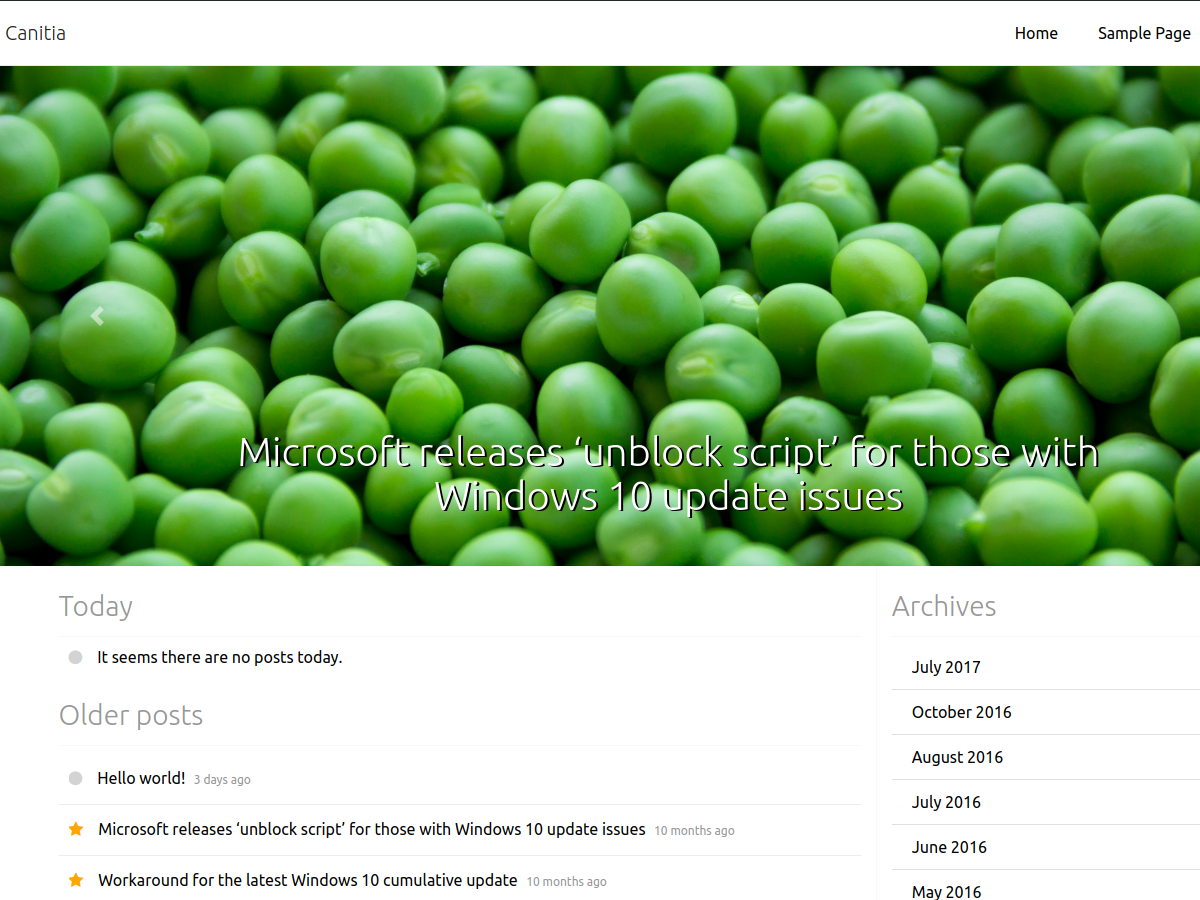 Canitia
Home
Sample Page
Microsoft releases ‘unblock script’ for those with
Windows 10 update issues
Today
It seems there are no posts today.
Older posts
Hello world! 3 days ago
Microsoft releases ‘unblock script’ for those with Windows 10 update issues 10 months ago
Workaround for the latest Windows 10 cumulative update 10 months ago
Archives
July 2017
October 2016
August 2016
July 2016
June 2016
May 2016